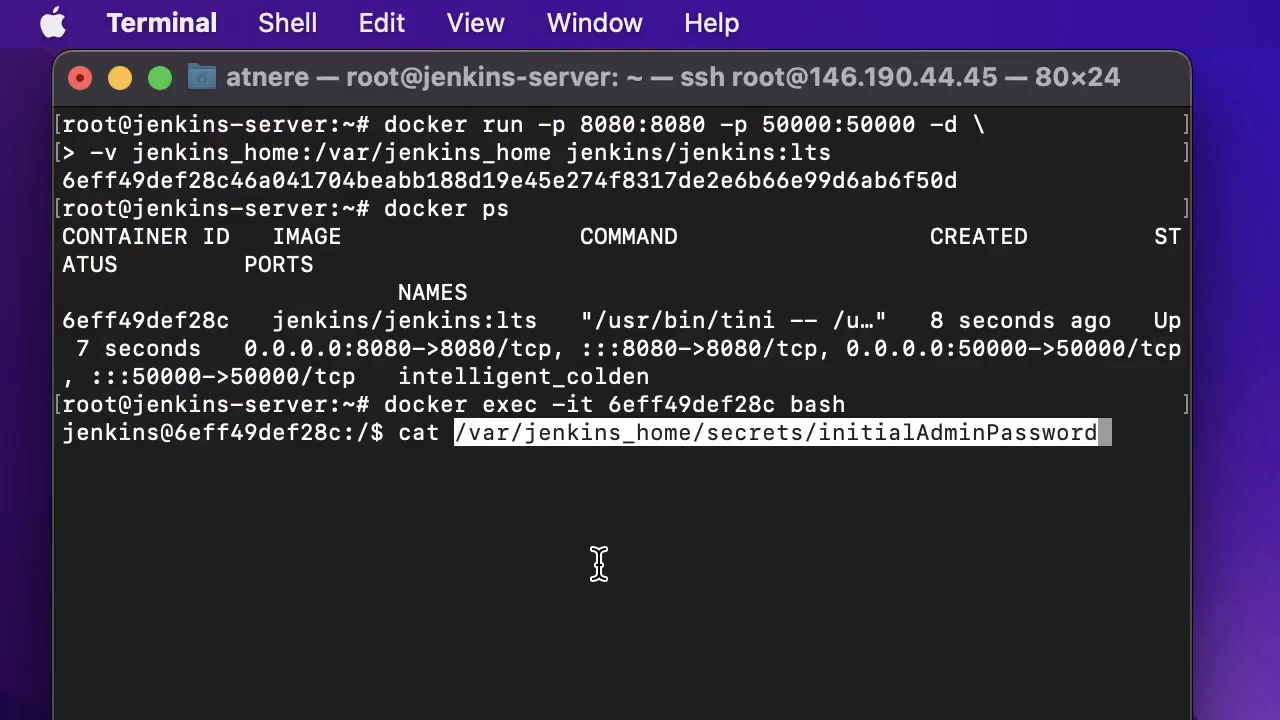 Terminal Shell Edit View Window Help
atnere — root@jenkins-server: ~ — ssh root@146.190.44.45 — 80×24
[root@jenkins-server:~# docker run -p 8080:8080 -p 50000:50000 -d \ ]
[> -v jenkins_home:/var/jenkins_home jenkins/jenkins:lts ]
6eff49def28c46a041704beabb188d19e45e274f8317de2e6b66e99d6ab6f50d
[root@jenkins-server:~# docker ps ]
CONTAINER ID   IMAGE                 COMMAND                  CREATED         ST
ATUS         PORTS
NAMES
6eff49def28c   jenkins/jenkins:lts   "/usr/bin/tini -- /u…"   8 seconds ago   Up
7 seconds   0.0.0.0:8080->8080/tcp, :::8080->8080/tcp, 0.0.0.0:50000->50000/tcp
, :::50000->50000/tcp   intelligent_colden
[root@jenkins-server:~# docker exec -it 6eff49def28c bash ]
jenkins@6eff49def28c:/$ cat /var/jenkins_home/secrets/initialAdminPassword